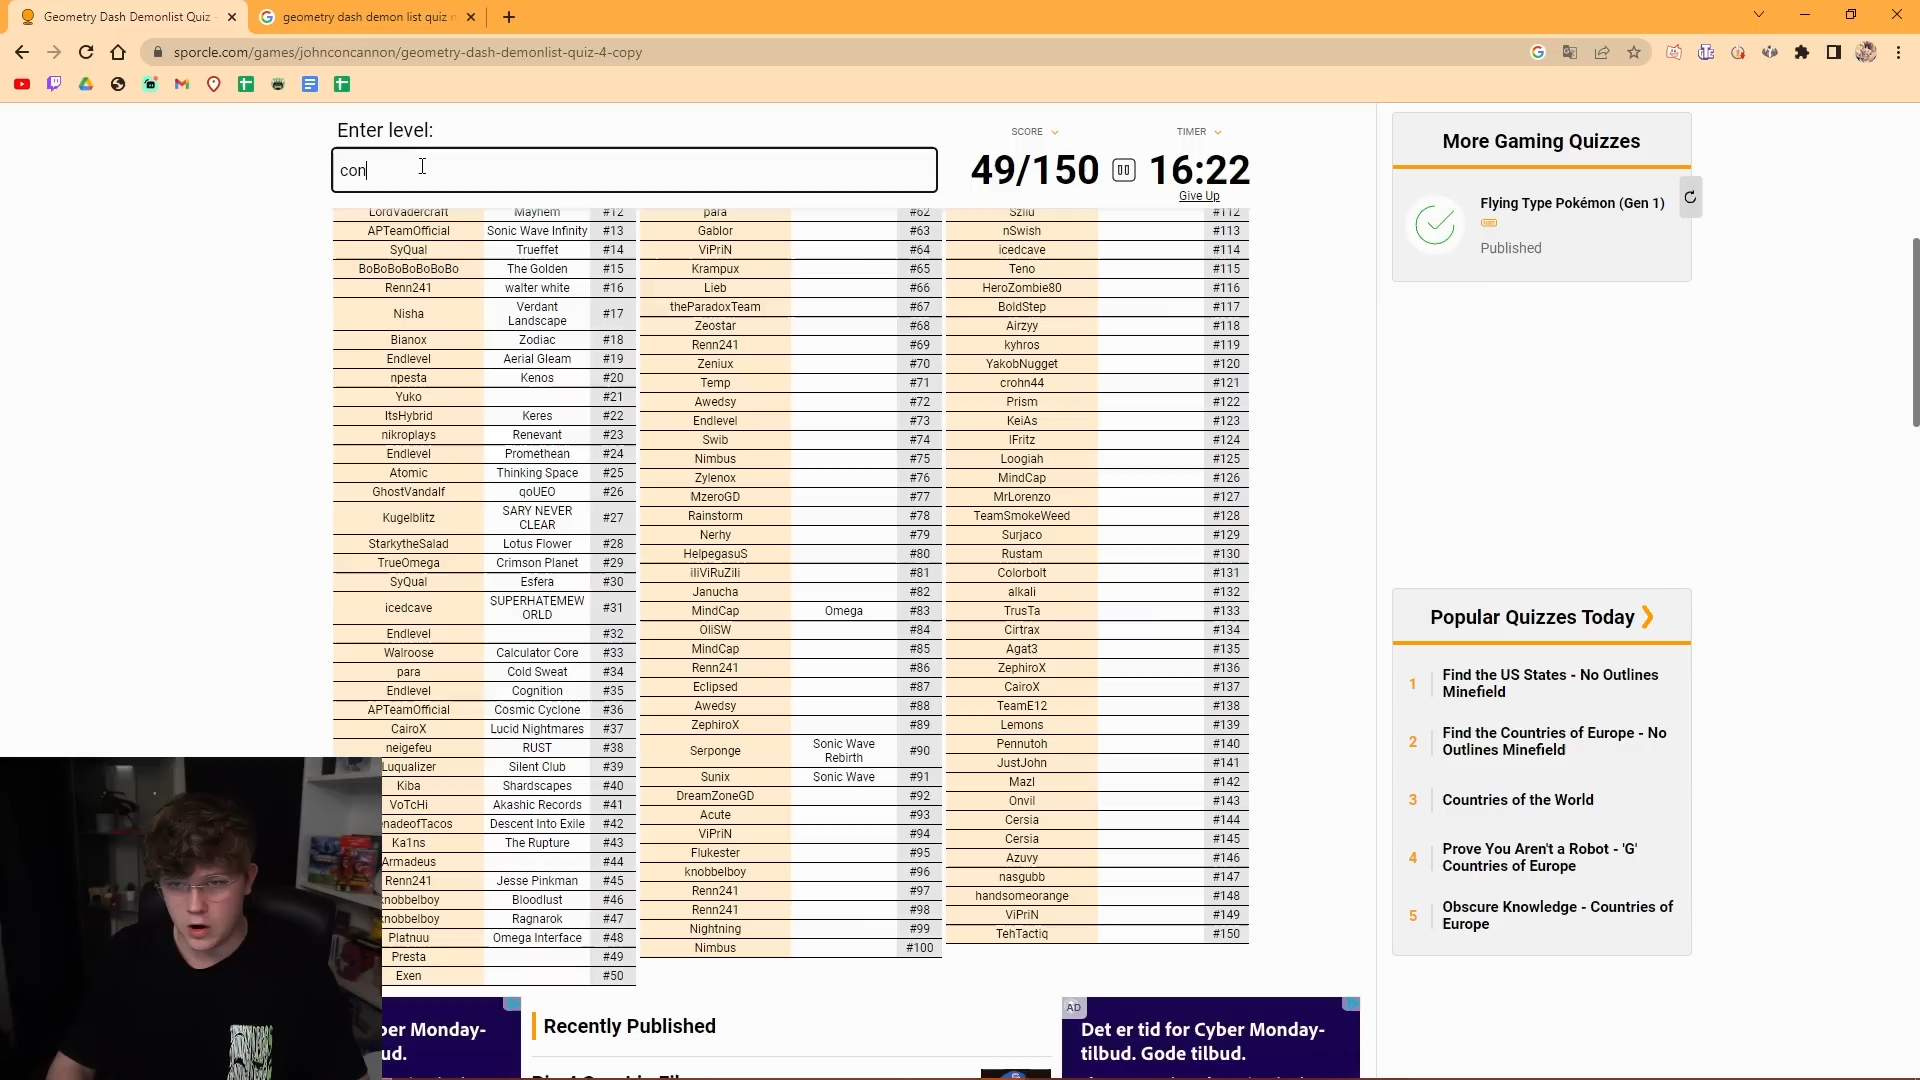 Geometry Dash Demonlist Quiz
geometry dash demon list quiz
sporcle.com/games/johnconcannon/geometry-dash-demonlist-quiz-4-copy
Enter level:
con
SCORE
49/150
TIMER
16:22
Give Up
LordVadercraft Mayhem #12
APTeamOfficial Sonic Wave Infinity #13
SyQual Trueffet #14
BoBoBoBoBoBoBo The Golden #15
Renn241 walter white #16
Nisha Verdant Landscape #17
Bianox Zodiac #18
Endlevel Aerial Gleam #19
npesta Kenos #20
Yuko #21
ItsHybrid Keres #22
nikroplays Renevant #23
Endlevel Promethean #24
Atomic Thinking Space #25
GhostVandalf qoUEO #26
Kugelblitz SARY NEVER CLEAR #27
StarkytheSalad Lotus Flower #28
TrueOmega Crimson Planet #29
SyQual Esfera #30
icedcave SUPERHATEMEW ORLD #31
Endlevel #32
Walroose Calculator Core #33
para Cold Sweat #34
Endlevel Cognition #35
APTeamOfficial Cosmic Cyclone #36
CairoX Lucid Nightmares #37
neigefeu RUST #38
Luqualizer Silent Club #39
Kiba Shardscapes #40
VoTcHi Akashic Records #41
enadeofTacos Descent Into Exile #42
Ka1ns The Rupture #43
Armadeus #44
Renn241 Jesse Pinkman #45
knobbelboy Bloodlust #46
knobbelboy Ragnarok #47
Platnuu Omega Interface #48
Presta #49
Exen #50
para #62
Gablor #63
ViPriN #64
Krampux #65
Lieb #66
theParadoxTeam #67
Zeostar #68
Renn241 #69
Zeniux #70
Temp #71
Awedsy #72
Endlevel #73
Swib #74
Nimbus #75
Zylenox #76
MzeroGD #77
Rainstorm #78
Nerhy #79
HelpegasuS #80
iIiViRuZiIi #81
Janucha #82
MindCap Omega #83
OliSW #84
MindCap #85
Renn241 #86
Eclipsed #87
Awedsy #88
ZephiroX #89
Serponge Sonic Wave Rebirth #90
Sunix Sonic Wave #91
DreamZoneGD #92
Acute #93
ViPriN #94
Flukester #95
knobbelboy #96
Renn241 #97
Renn241 #98
Nightning #99
Nimbus #100
Szilu #112
nSwish #113
icedcave #114
Teno #115
HeroZombie80 #116
BoldStep #117
Airzyy #118
kyhros #119
YakobNugget #120
crohn44 #121
Prism #122
KeiAs #123
IFritz #124
Loogiah #125
MindCap #126
MrLorenzo #127
TeamSmokeWeed #128
Surjaco #129
Rustam #130
Colorbolt #131
alkali #132
TrusTa #133
Cirtrax #134
Agat3 #135
ZephiroX #136
CairoX #137
TeamE12 #138
Lemons #139
Pennutoh #140
JustJohn #141
MazI #142
Onvil #143
Cersia #144
Cersia #145
Azuvy #146
nasgubb #147
handsomeorange #148
ViPriN #149
TehTactiq #150
More Gaming Quizzes
Flying Type Pokémon (Gen 1)
Published
Popular Quizzes Today
1 Find the US States - No Outlines Minefield
2 Find the Countries of Europe - No Outlines Minefield
3 Countries of the World
4 Prove You Aren't a Robot - 'G' Countries of Europe
5 Obscure Knowledge - Countries of Europe
ber Monday-
ud.
Recently Published
AD
Det er tid for Cyber Monday-
tilbud. Gode tilbud.